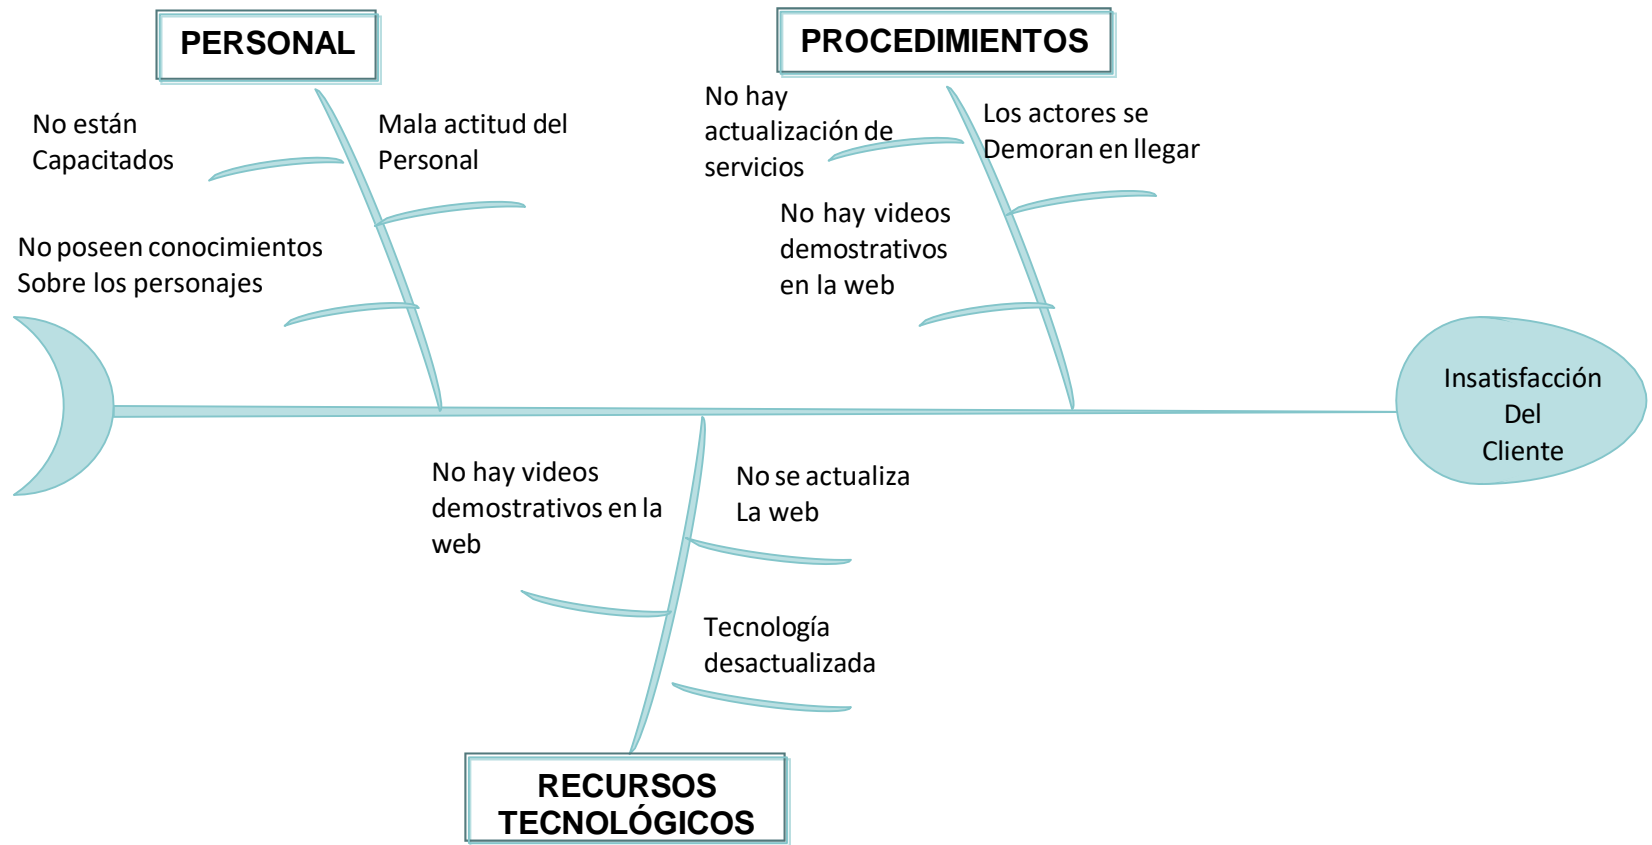 PERSONAL
PROCEDIMIENTOS
No están
Capacitados
Mala actitud del
Personal
No poseen conocimientos
Sobre los personajes
No hay
actualización de
servicios
Los actores se
Demoran en llegar
No hay videos
demostrativos
en la web
Insatisfacción
Del
Cliente
No hay videos
demostrativos en la
web
No se actualiza
La web
Tecnología
desactualizada
RECURSOS
TECNOLÓGICOS